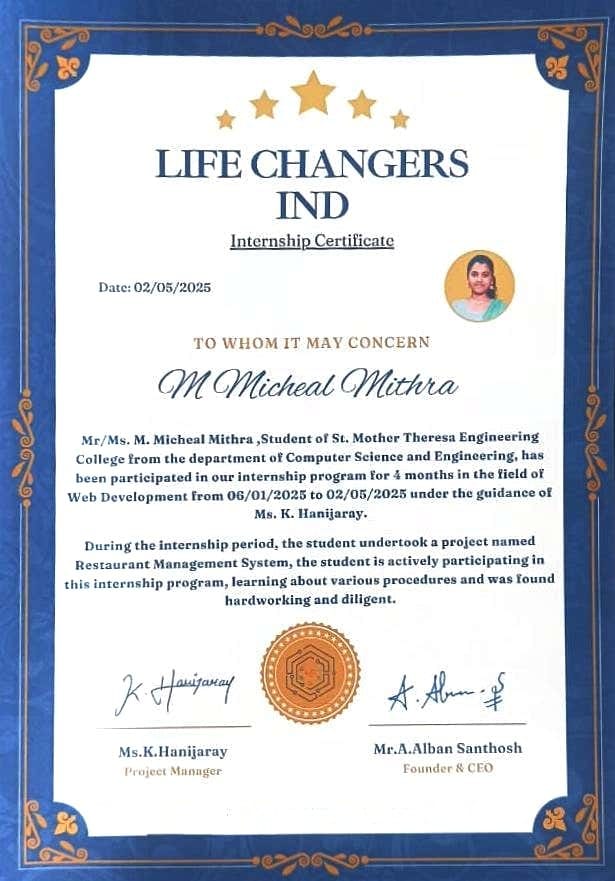 LIFE CHANGERS
IND
Internship Certificate
Date: 02/05/2025
TO WHOM IT MAY CONCERN
M Micheal Mithra
Mr/Ms. M. Micheal Mithra ,Student of St. Mother Theresa Engineering
College from the department of Computer Science and Engineering, has
been participated in our internship program for 4 months in the field of
Web Development from 06/01/2025 to 02/05/2025 under the guidance of
Ms. K. Hanijaray.
During the internship period, the student undertook a project named
Restaurant Management System, the student is actively participating in
this internship program, learning about various procedures and was found
hardworking and diligent.
K. Hanijaray
Ms.K.Hanijaray
Project Manager
Mr.A.Alban Santhosh
Founder & CEO